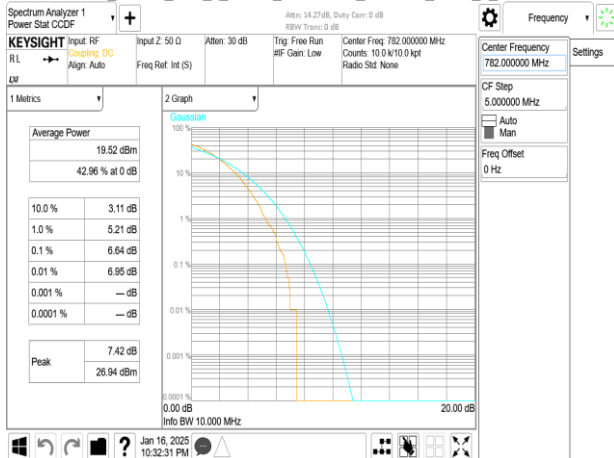 Spectrum Analyzer 1
Power Stat CCDF
Attn: 14.27dB, Duty Corr: 0 dB
RBW Trans: 0 dB
Frequency
KEYSIGHT
RL
LXI
Input: RF
Coupling: DC
Align: Auto
Input Z: 50 Ω
Freq Ref: Int (S)
Atten: 30 dB
Trig: Free Run
#IF Gain: Low
Center Freq: 782.000000 MHz
Counts: 10.0 k/10.0 kpt
Radio Std: None
Center Frequency
782.000000 MHz
Settings
CF Step
5.000000 MHz
Auto
Man
Freq Offset
0 Hz
1 Metrics
Average Power
19.52 dBm
42.96 % at 0 dB
10.0 % 3.11 dB
1.0 % 5.21 dB
0.1 % 6.64 dB
0.01 % 6.95 dB
0.001 % --- dB
0.0001 % --- dB
Peak
7.42 dB
26.94 dBm
2 Graph
Gaussian
100 %
10 %
1 %
0.1 %
0.01 %
0.001 %
0.0001 %
0.00 dB 20.00 dB
Info BW 10.000 MHz
Jan 16, 2025
10:32:31 PM